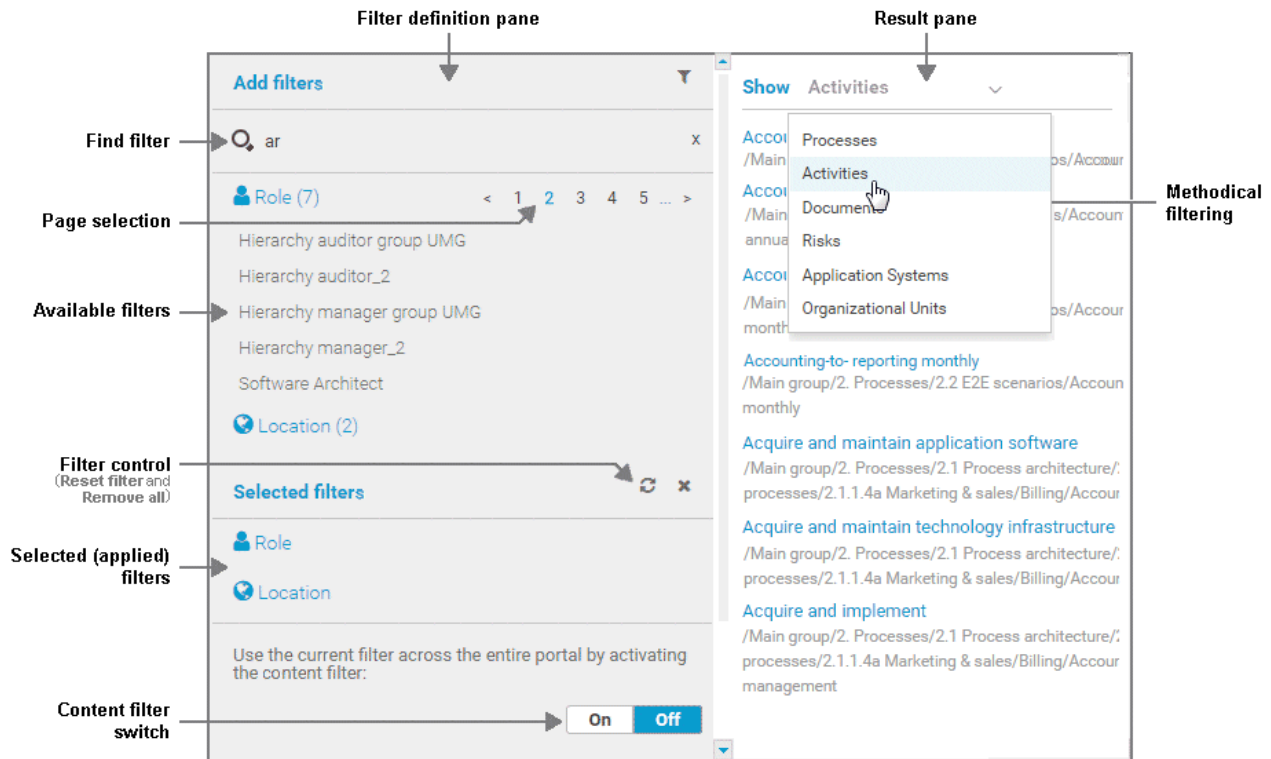 Filter definition pane
Result pane
Add filters
Show Activities
Find filter
ar
x
Role (7)
< 1 2 3 4 5 ... >
Page selection
Hierarchy auditor group UMG
Hierarchy auditor_2
Available filters
Hierarchy manager group UMG
Hierarchy manager_2
Software Architect
Location (2)
Filter control
(Reset filter and
Remove all)
Selected filters
Selected (applied)
filters
Role
Location
Use the current filter across the entire portal by activating
the content filter:
Content filter
switch
On Off
Processes
Activities
Documents
Risks
Application Systems
Organizational Units
Methodical
filtering
/Main
/Main
/Main
Accounting-to- reporting monthly
/Main group/2. Processes/2.2 E2E scenarios/Accoun
monthly
Acquire and maintain application software
/Main group/2. Processes/2.1 Process architecture/
processes/2.1.1.4a Marketing & sales/Billing/Accour
Acquire and maintain technology infrastructure
/Main group/2. Processes/2.1 Process architecture/
processes/2.1.1.4a Marketing & sales/Billing/Accour
Acquire and implement
/Main group/2. Processes/2.1 Process architecture/
processes/2.1.1.4a Marketing & sales/Billing/Accour
management